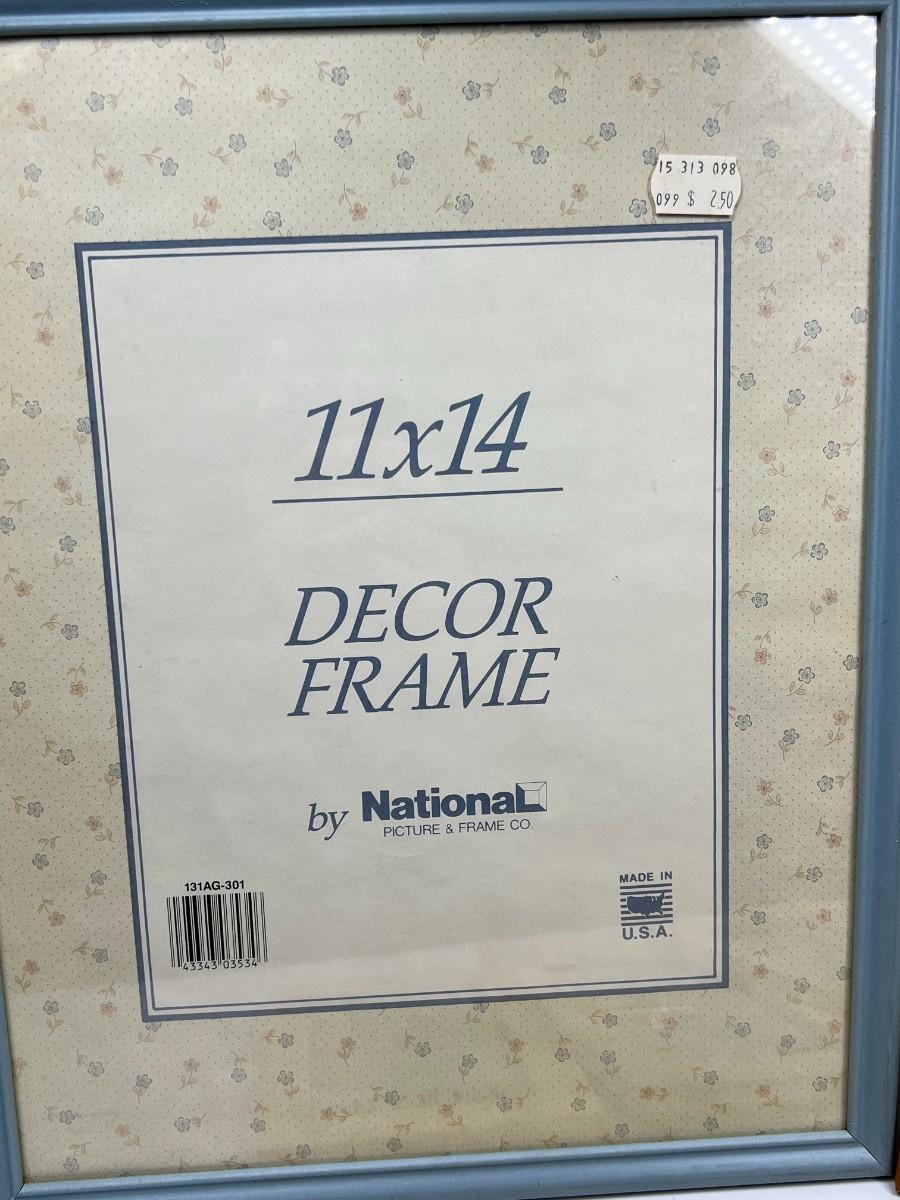 15 313 098
099 $ 2.50
11x14
DECOR
FRAME
by National
PICTURE & FRAME CO.
131AG-301
43343 03534
MADE IN
U.S.A.